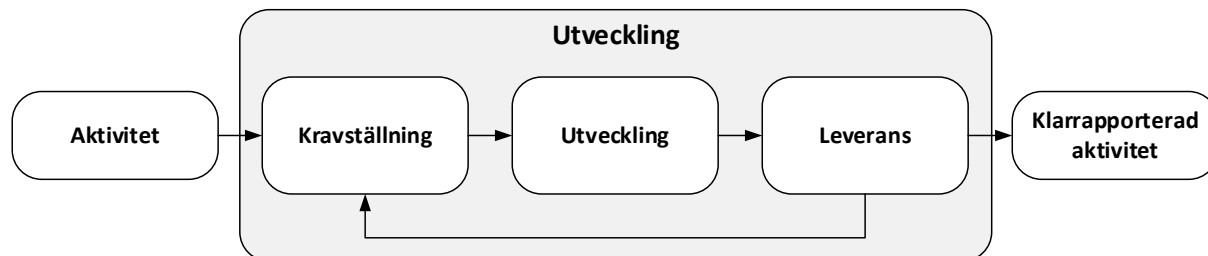 Utveckling
Aktivitet
Kravställning
Utveckling
Leverans
Klarrapporterad
aktivitet